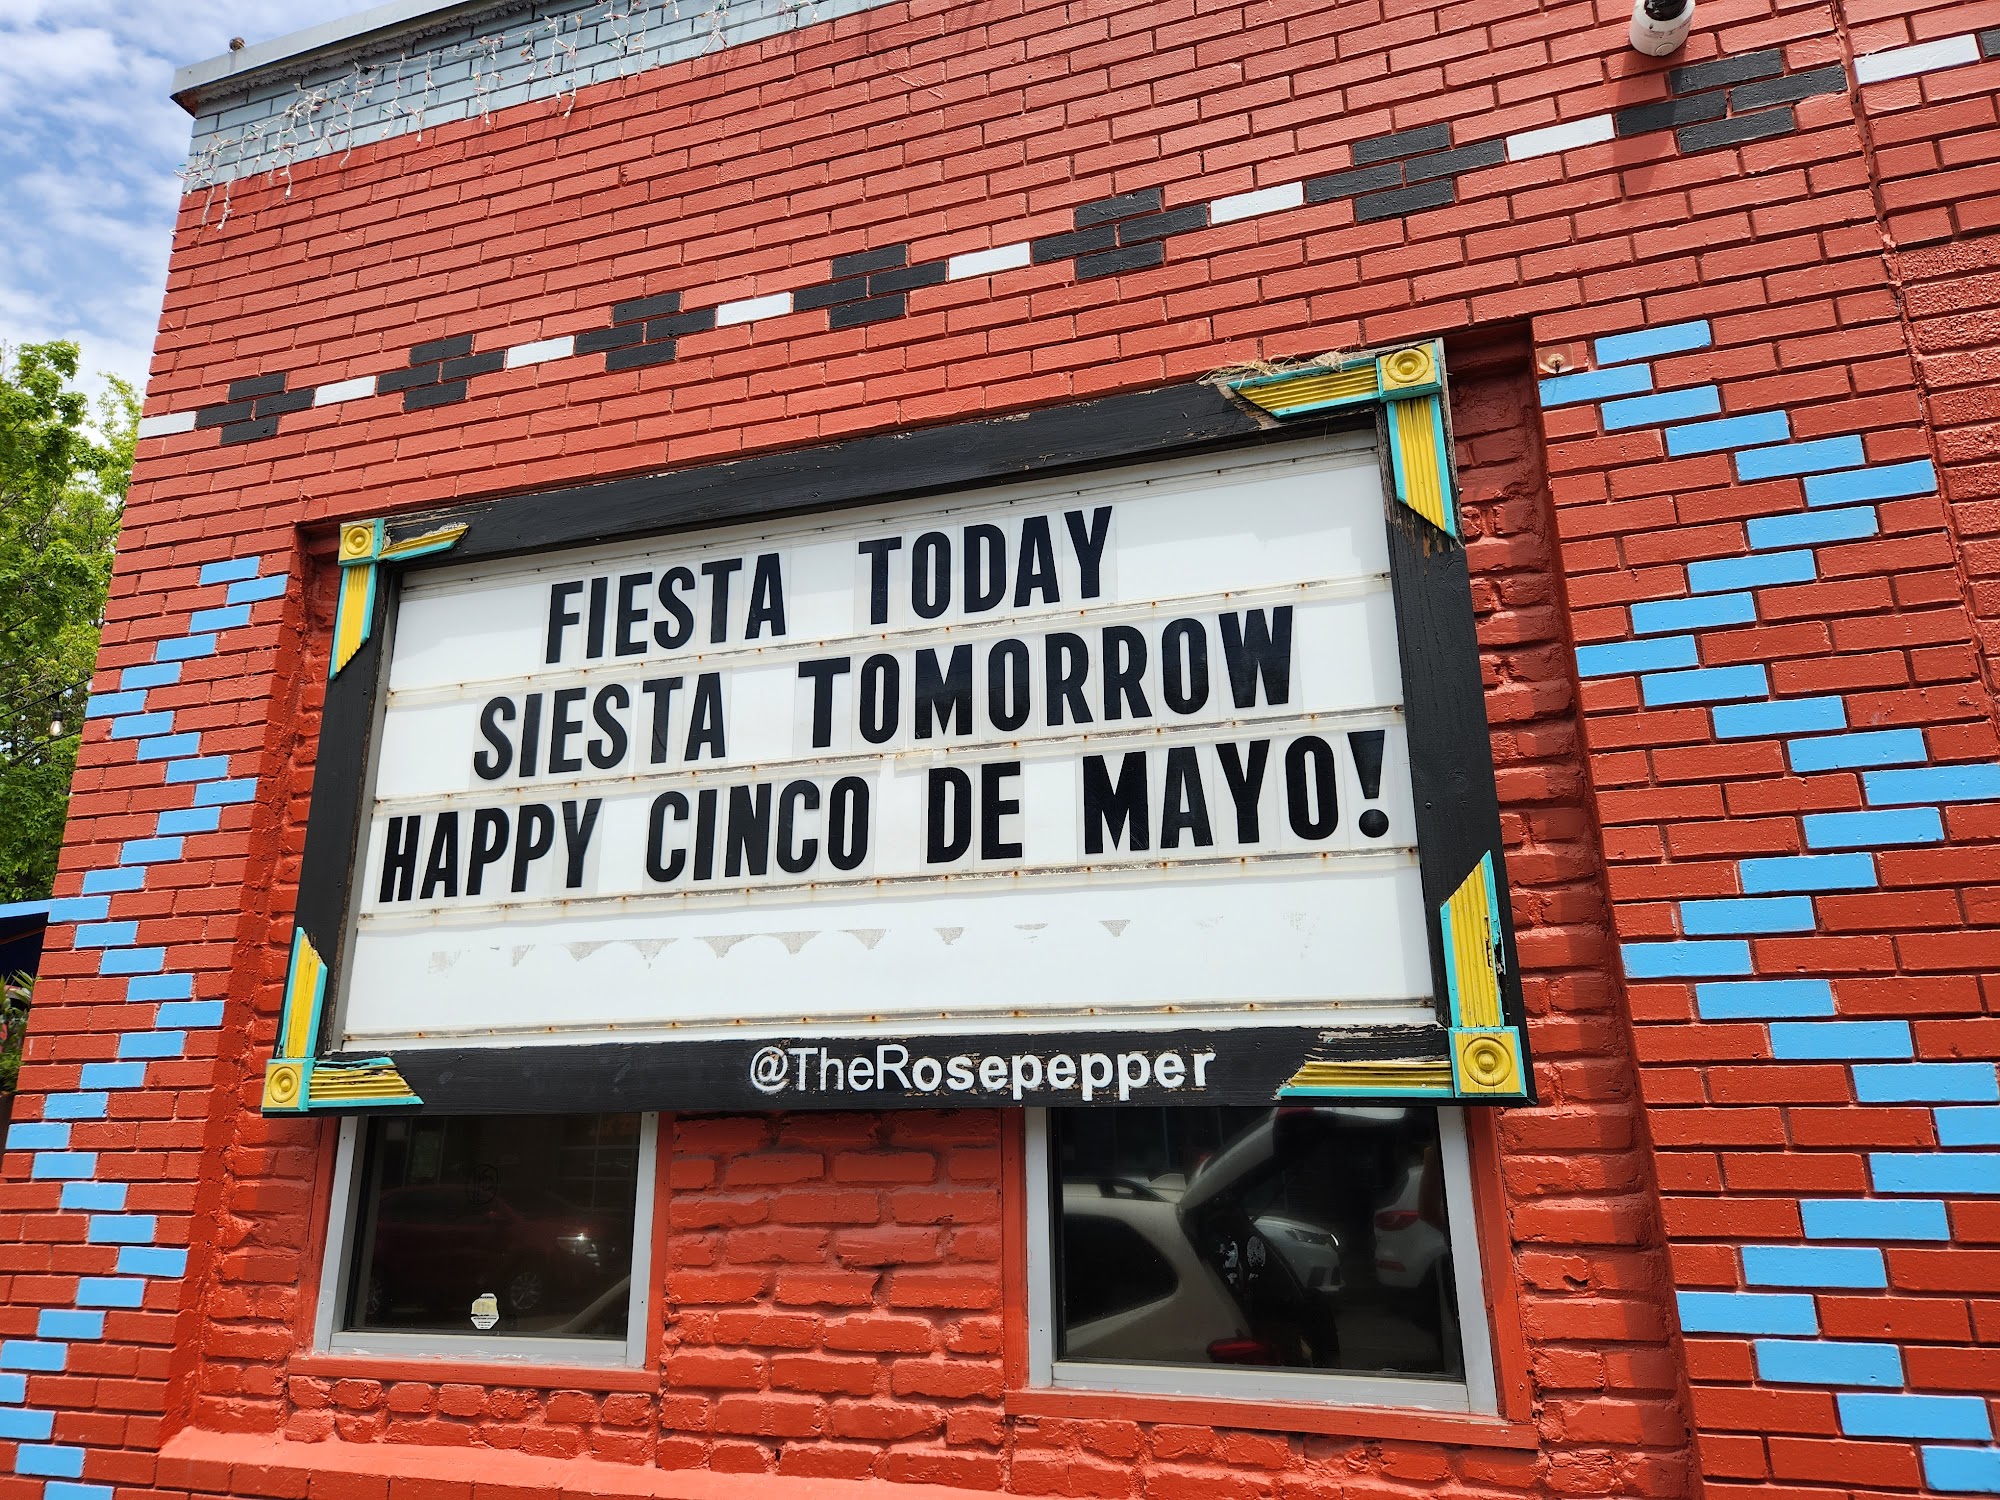 FIESTA TODAY
SIESTA TOMORROW
HAPPY CINCO DE MAYO!
@TheRosepepper